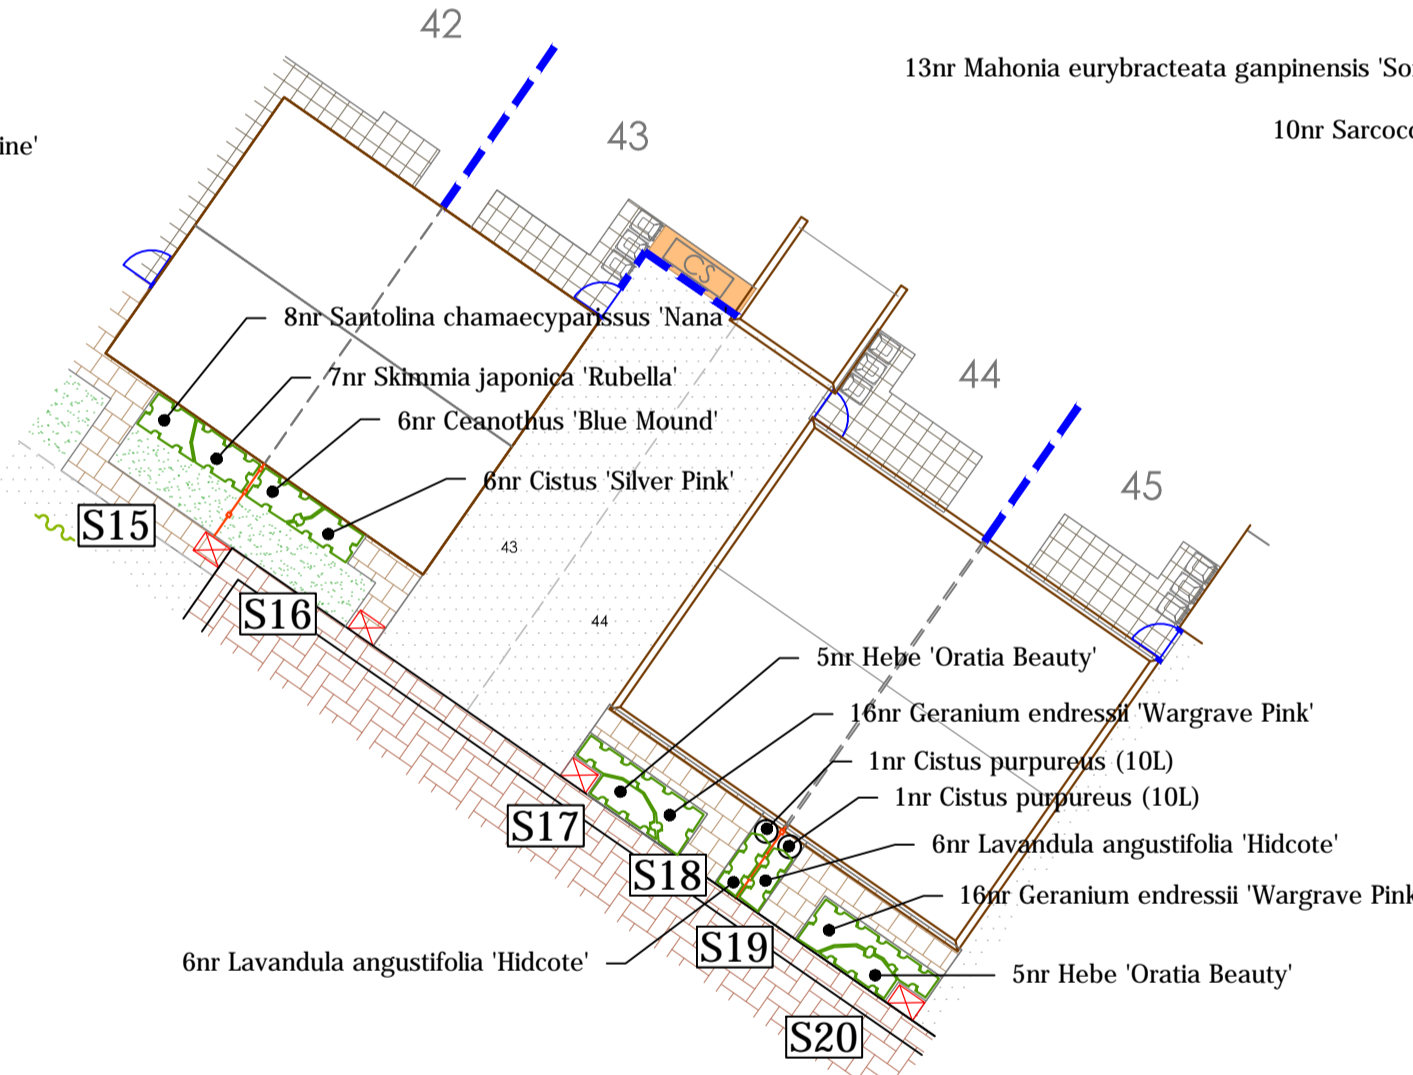 42
13nr Mahonia eurybracteata ganpinensis
43
10nr
8nr Santolina chamaecyparissus 'Nana'
7nr Skimmia japonica 'Rubella'
6nr Ceanothus 'Blue Mound'
6nr Cistus 'Silver Pink'
CS
44
45
S15
43
S16
44
5nr Hebe 'Oratia Beauty'
16nr Geranium endressii 'Wargrave Pink'
1nr Cistus purpureus (10L)
1nr Cistus purpureus (10L)
S17
6nr Lavandula angustifolia 'Hidcote'
S18
16nr Geranium endressii 'Wargrave Pink
S19
6nr Lavandula angustifolia 'Hidcote'
5nr Hebe 'Oratia Beauty'
S20